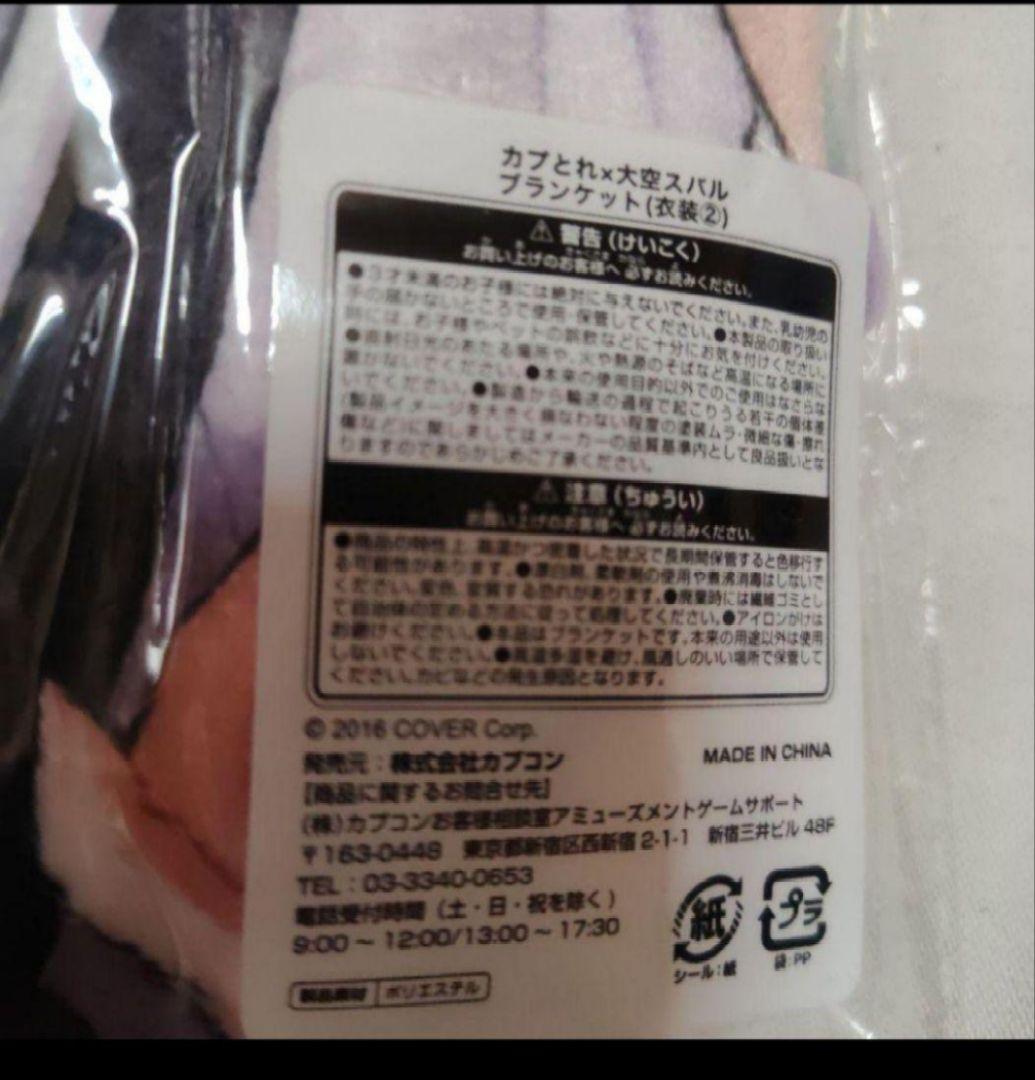 カプとれ×大空スバル
ブランケット(衣装②)
⚠ 警告 (けいこく)
お買い上げのお客様へ 必ずお読みください。
●3才未満のお子様には絶対に与えないでください。また、乳幼児の
手の届かないところで使用・保管してください。●本製品の取り扱い
時には、お子様やペットの誤飲などに十分にお気を付けください。
●直射日光のあたる場所や、火や熱源のそばなど高温になる場所に
置かないでください。●本来の使用目的以外でのご使用はなさらな
いでください。●製造から輸送の過程で起こりうる若干の個体差
(製品イメージを大きく損なわない程度の塗装ムラ・微細な傷・擦れ
傷など)に関しましてはメーカーの品質基準内として良品扱いとな
りますのであらかじめご了承ください。
⚠ 注意 (ちゅうい)
お買い上げのお客様へ 必ずお読みください。
●商品の特性上、高温かつ密着した状況で長期間保管すると色移行す
る可能性があります。●漂白剤、柔軟剤の使用や煮沸消毒はしないで
ください。変色、変質する恐れがあります。●廃棄時には繊維ゴミとし
て自治体の定める方法に従って処理してください。●アイロンがけは
お避けください。●本品はブランケットです。本来の用途以外は使用
しないでください。●高温多湿を避け、風通しのいい場所で保管して
ください。カビなどの発生原因となります。
© 2016 COVER Corp.
発売元：株式会社カプコン MADE IN CHINA
【商品に関するお問合せ先】
(株)カプコンお客様相談室アミューズメントゲームサポート
〒163-0448 東京都新宿区西新宿 2-1-1 新宿三井ビル 48F
TEL：03-3340-0653
電話受付時間（土・日・祝を除く）
9:00 ～ 12:00/13:00 ～ 17:30
紙 プラ
シール:紙 袋:PP
製品素材 ポリエステル